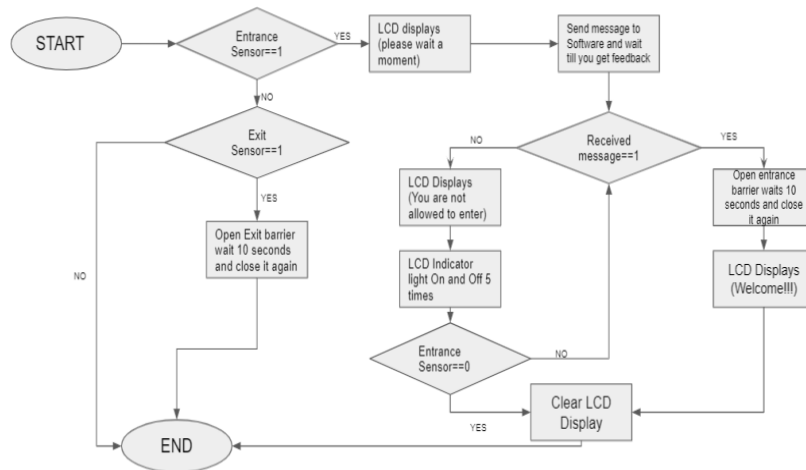 START
Entrance
Sensor==1
YES
LCD displays
(please wait a
moment)
Send message to
Software and wait
till you get feedback
NO
Exit
Sensor==1
NO
Received
message==1
YES
YES
LCD Displays
(You are not
allowed to enter)
Open entrance
barrier waits 10
seconds and close
it again
Open Exit barrier
wait 10 seconds
and close it again
NO
LCD Indicator
light On and Off 5
times
LCD Displays
(Welcome!!!)
Entrance
Sensor==0
NO
YES
Clear LCD
Display
END